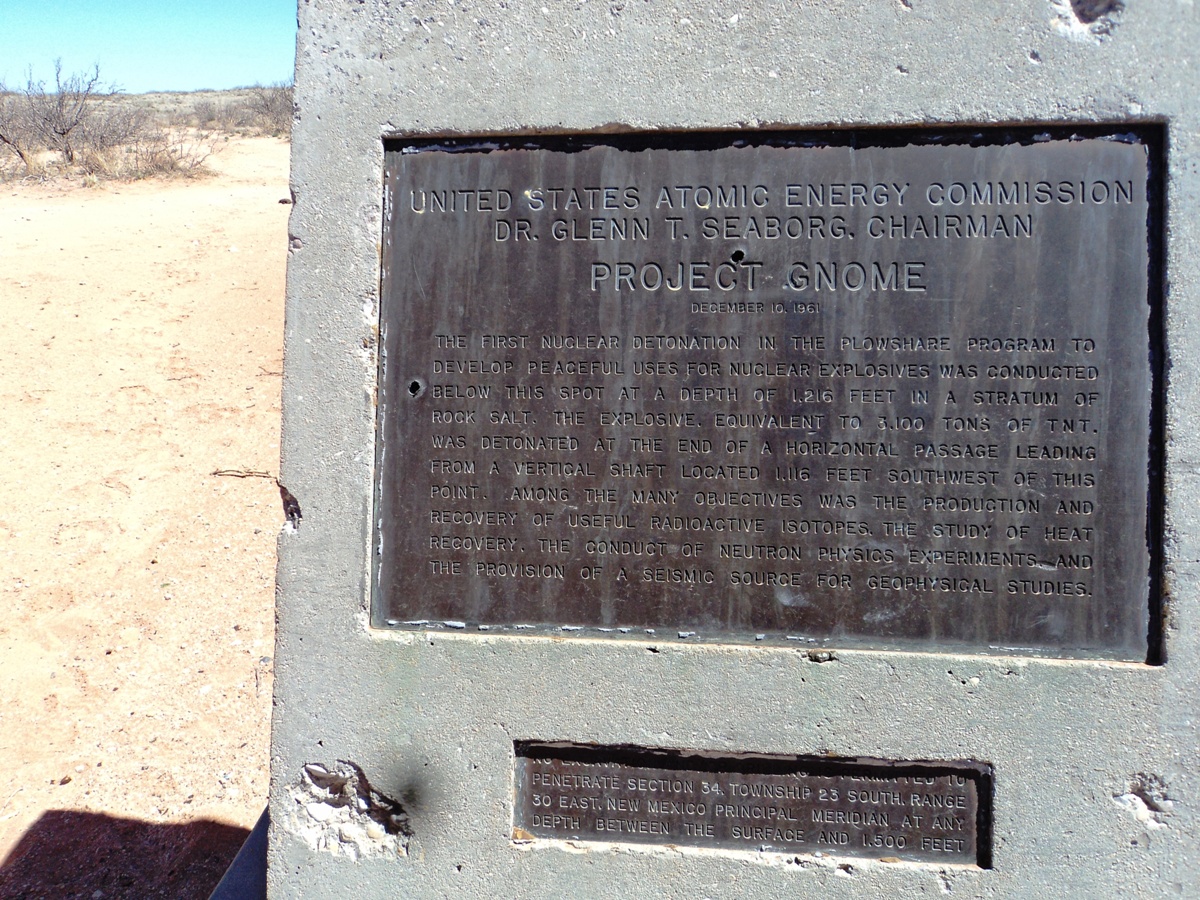 UNITED STATES ATOMIC ENERGY COMMISSION
DR. GLENN T. SEABORG, CHAIRMAN
PROJECT GNOME
DECEMBER 10, 1961
THE FIRST NUCLEAR DETONATION IN THE PLOWSHARE PROGRAM TO
DEVELOP PEACEFUL USES FOR NUCLEAR EXPLOSIVES WAS CONDUCTED
BELOW THIS SPOT AT A DEPTH OF 1,216 FEET IN A STRATUM OF
ROCK SALT. THE EXPLOSIVE, EQUIVALENT TO 3,100 TONS OF TNT,
WAS DETONATED AT THE END OF A HORIZONTAL PASSAGE LEADING
FROM A VERTICAL SHAFT LOCATED 1,116 FEET SOUTHWEST OF THIS
POINT. AMONG THE MANY OBJECTIVES WAS THE PRODUCTION AND
RECOVERY OF USEFUL RADIOACTIVE ISOTOPES, THE STUDY OF HEAT
RECOVERY, THE CONDUCT OF NEUTRON PHYSICS EXPERIMENTS, AND
THE PROVISION OF A SEISMIC SOURCE FOR GEOPHYSICAL STUDIES.
PERMITTED TO
PENETRATE SECTION 34, TOWNSHIP 23 SOUTH, RANGE
30 EAST, NEW MEXICO PRINCIPAL MERIDIAN AT ANY
DEPTH BETWEEN THE SURFACE AND 1,500 FEET